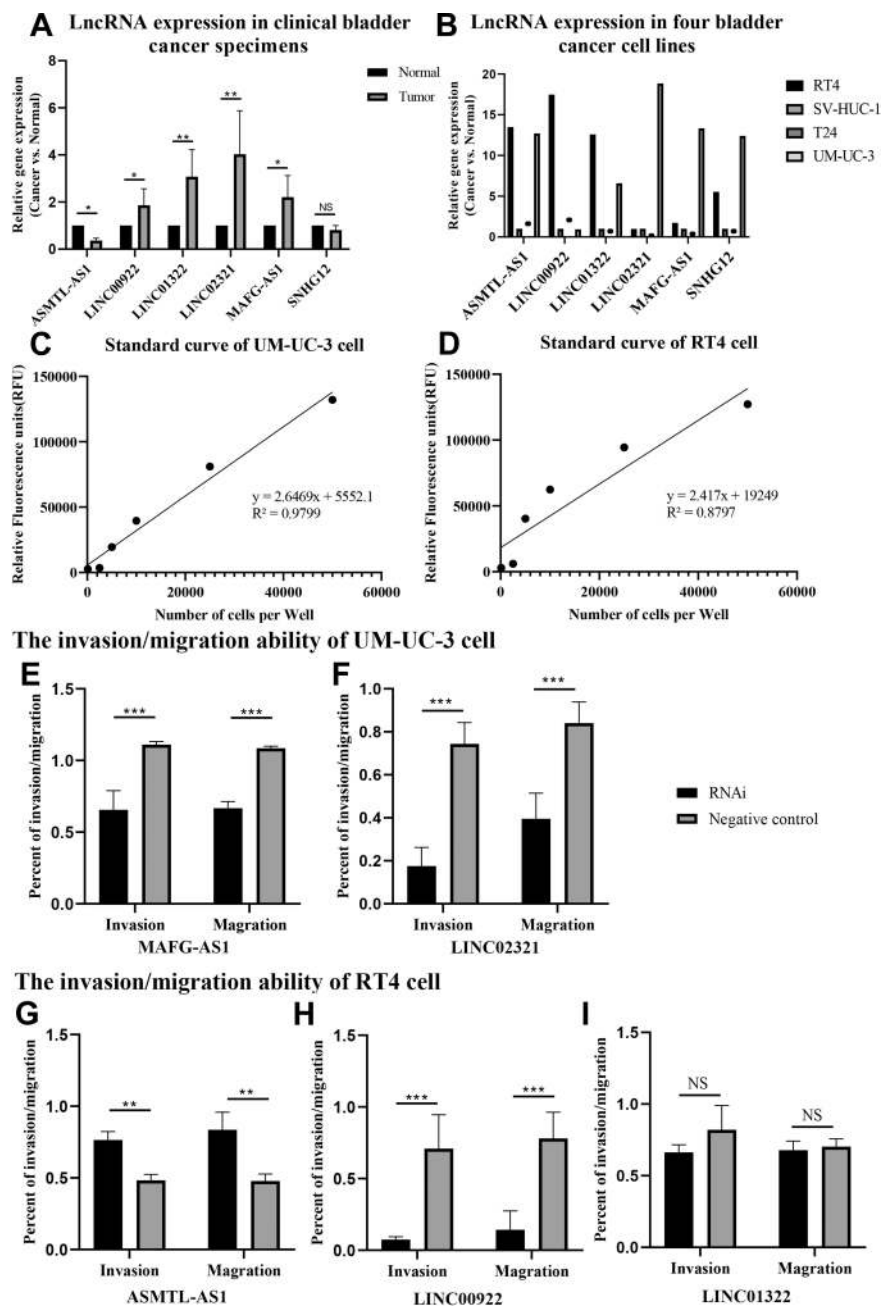 A
LncRNA expression in clinical bladder
cancer specimens
Relative gene expression
(Cancer vs. Normal)
8
6
4
2
0
*
*
**
**
*
NS
Normal
Tumor
ASMTL-AS1
LINC00922
LINC01322
LINC02321
MAFG-AS1
SNHG12
B
LncRNA expression in four bladder
cancer cell lines
Relative gene expression
(Cancer vs. Normal)
20
15
10
5
0
RT4
SV-HUC-1
T24
UM-UC-3
ASMTL-AS1
LINC00922
LINC01322
LINC02321
MAFG-AS1
SNHG12
C
Standard curve of UM-UC-3 cell
Relative Fluorescence units(RFU)
150000
100000
50000
0
y = 2.6469x + 5552.1
R² = 0.9799
0
20000
40000
60000
Number of cells per Well
D
Standard curve of RT4 cell
Relative Fluorescence units(RFU)
150000
100000
50000
0
y = 2.417x + 19249
R² = 0.8797
0
20000
40000
60000
Number of cells per Well
The invasion/migration ability of UM-UC-3 cell
E
Percent of invasion/migration
1.5
1.0
0.5
0.0
***
***
Invasion
Magration
MAFG-AS1
F
Percent of invasion/migration
1.0
0.8
0.6
0.4
0.2
0.0
***
***
Invasion
Magration
LINC02321
RNAi
Negative control
The invasion/migration ability of RT4 cell
G
Percent of invasion/migration
1.5
1.0
0.5
0.0
**
**
Invasion
Magration
ASMTL-AS1
H
Percent of invasion/migration
1.5
1.0
0.5
0.0
***
***
Invasion
Magration
LINC00922
I
Percent of invasion/migration
1.5
1.0
0.5
0.0
NS
NS
Invasion
Magration
LINC01322